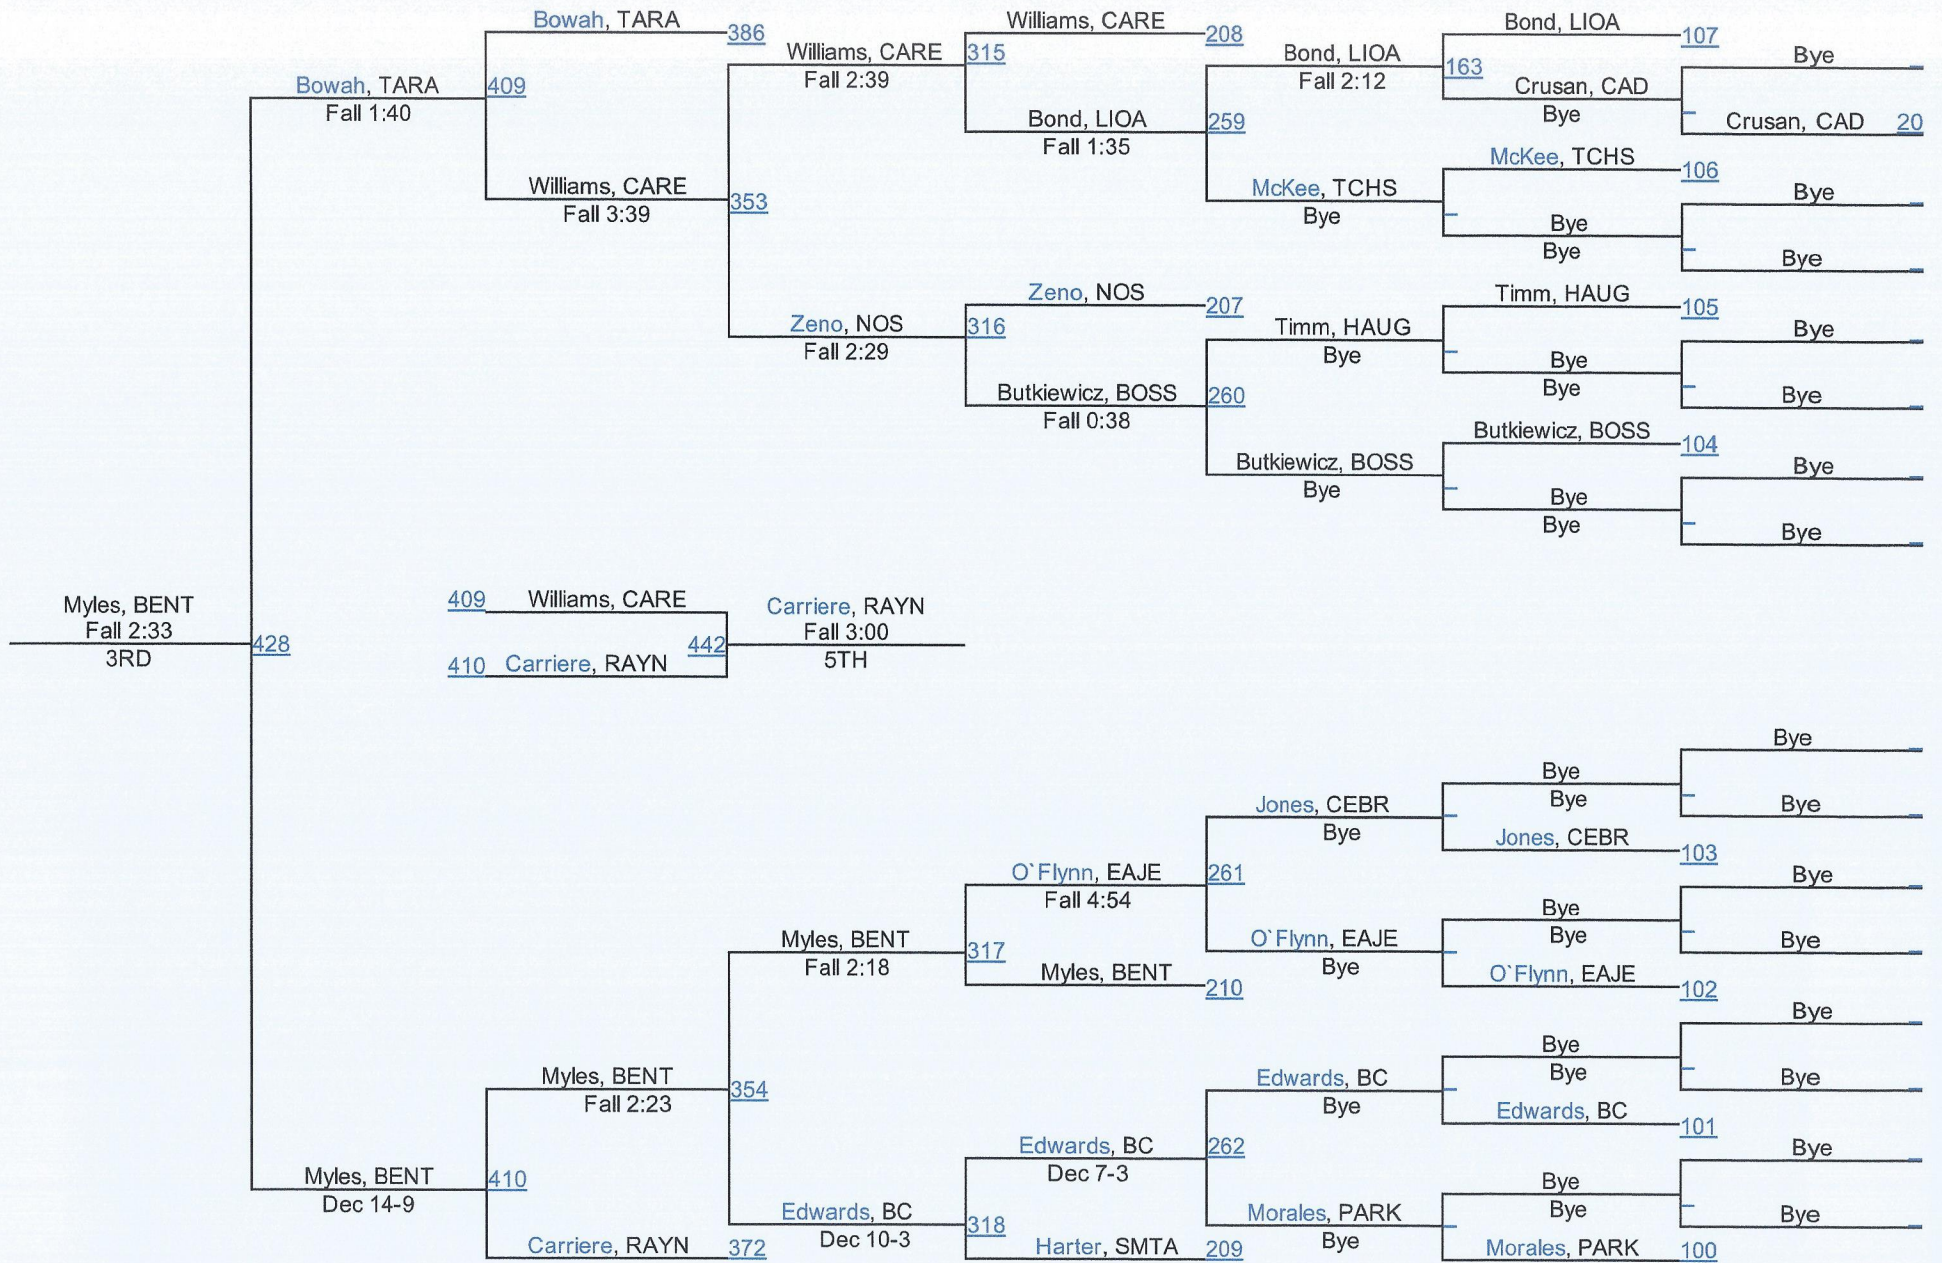 Bowah, TARA
386
Williams, CARE
208
Bond, LIOA
107
Williams, CARE
Fall 2:39
315
Bond, LIOA
Fall 2:12
163
Bye
Bowah, TARA
Fall 1:40
409
Crusan, CAD
Bye
Bond, LIOA
Fall 1:35
259
Crusan, CAD 20
McKee, TCHS
106
Williams, CARE
Fall 3:39
353
McKee, TCHS
Bye
Bye
Bye
Bye
Bye
Zeno, NOS
207
Timm, HAUG
105
Zeno, NOS
Fall 2:29
316
Timm, HAUG
Bye
Bye
Bye
Bye
Butkiewicz, BOSS
Fall 0:38
260
Bye
Butkiewicz, BOSS
104
Butkiewicz, BOSS
Bye
Bye
Bye
Bye
Bye
Myles, BENT
Fall 2:33
3RD
428
409 Williams, CARE
410 Carriere, RAYN
442
Carriere, RAYN
Fall 3:00
5TH
Bye
Bye
Bye
Bye
Jones, CEBR
Bye
Jones, CEBR
103
O`Flynn, EAJE
Fall 4:54
261
Bye
Bye
Bye
Bye
Myles, BENT
Fall 2:18
317
O`Flynn, EAJE
Bye
O`Flynn, EAJE
102
Myles, BENT
210
Bye
Bye
Bye
Bye
Myles, BENT
Fall 2:23
354
Edwards, BC
Bye
Edwards, BC
101
Edwards, BC
Dec 7-3
262
Bye
Myles, BENT
Dec 14-9
410
Bye
Bye
Bye
Edwards, BC
Dec 10-3
318
Morales, PARK
Bye
Carriere, RAYN
372
Harter, SMTA
209
Morales, PARK
100